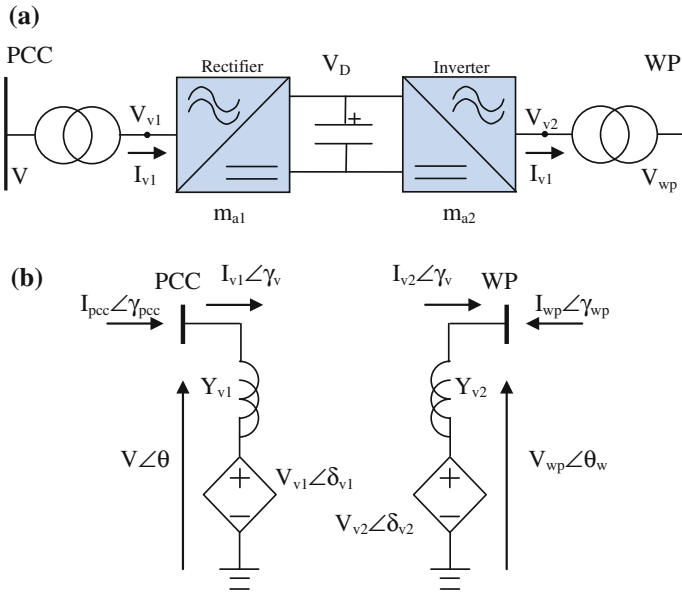 (a)
PCC
Rectifier
V_D
Inverter
WP
V_v1
+
V_v2
V
I_v1
I_v1
V_wp
m_a1
m_a2
(b)
PCC
I_v1∠γ_v
I_v2∠γ_v
WP
I_pcc∠γ_pcc
I_wp∠γ_wp
Y_v1
Y_v2
V∠θ
+
−
V_v1∠δ_v1
+
−
V_v2∠δ_v2
V_wp∠θ_w